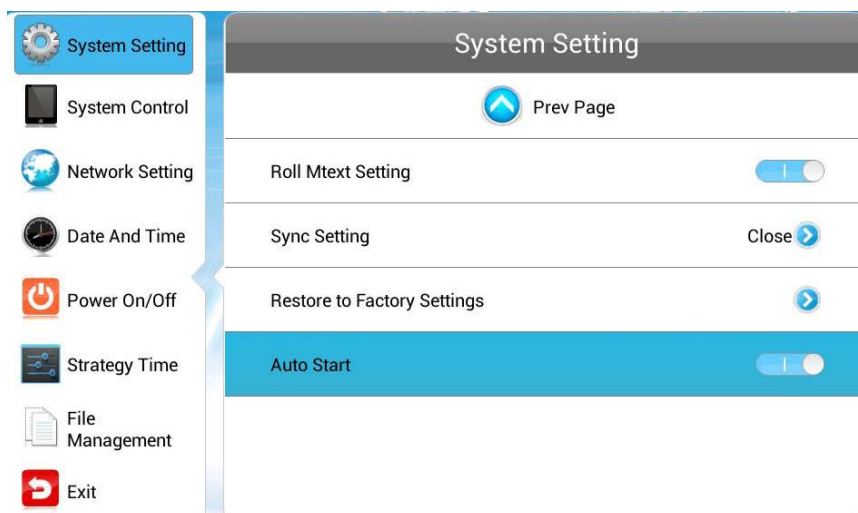 System Setting
System Control
Network Setting
Date And Time
Power On/Off
Strategy Time
File
Management
Exit
System Setting
Prev Page
Roll Mtext Setting
Sync Setting
Close
Restore to Factory Settings
Auto Start